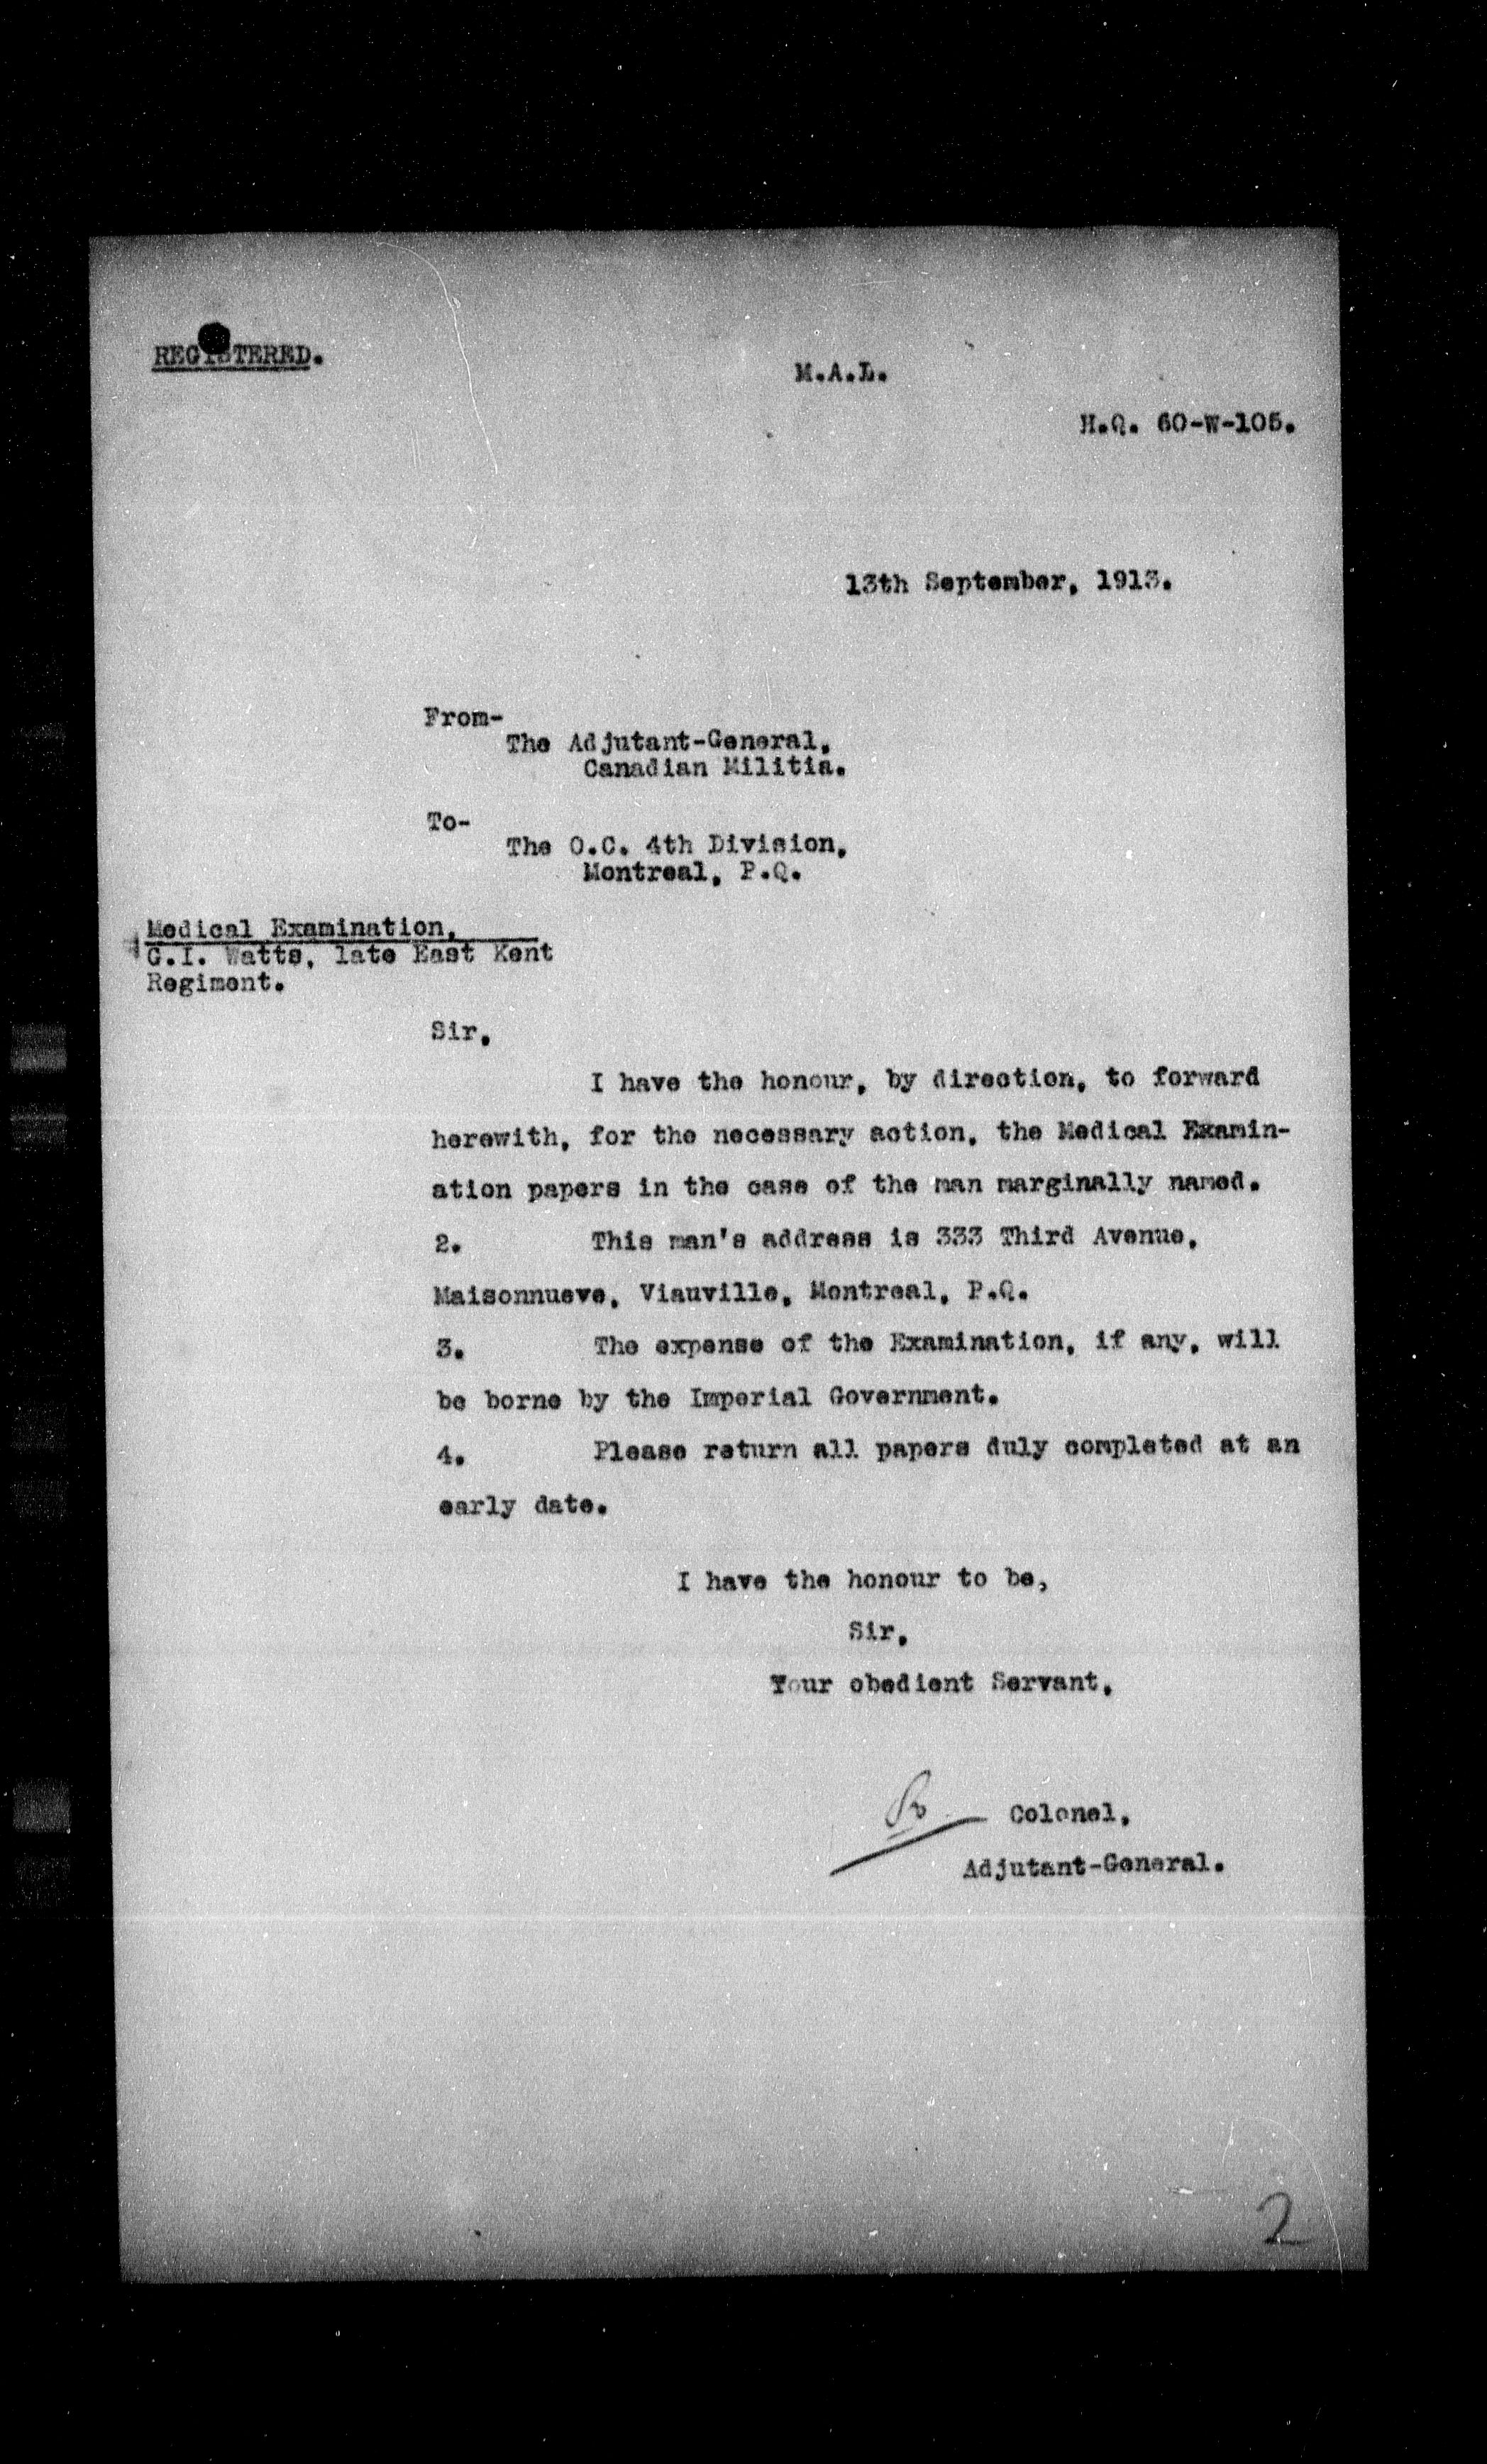 REGISTERED.
M.A.L.
H.Q. 60-W-105.
13th September, 1913.
From-
The Adjutant-General,
Canadian Militia.
To-
The O.C. 4th Division,
Montreal, P.Q.
Medical Examination,
G.I. Watts, late East Kent
Regiment.
Sir,
I have the honour, by direction, to forward
herewith, for the necessary action, the Medical Examin-
ation papers in the case of the man marginally named.
2. This man's address is 333 Third Avenue,
Maisonnueve, Viauville, Montreal, P.Q.
3. The expense of the Examination, if any, will
be borne by the Imperial Government.
4. Please return all papers duly completed at an
early date.
I have the honour to be,
Sir,
Your obedient Servant,
Colonel,
Adjutant-General.
2